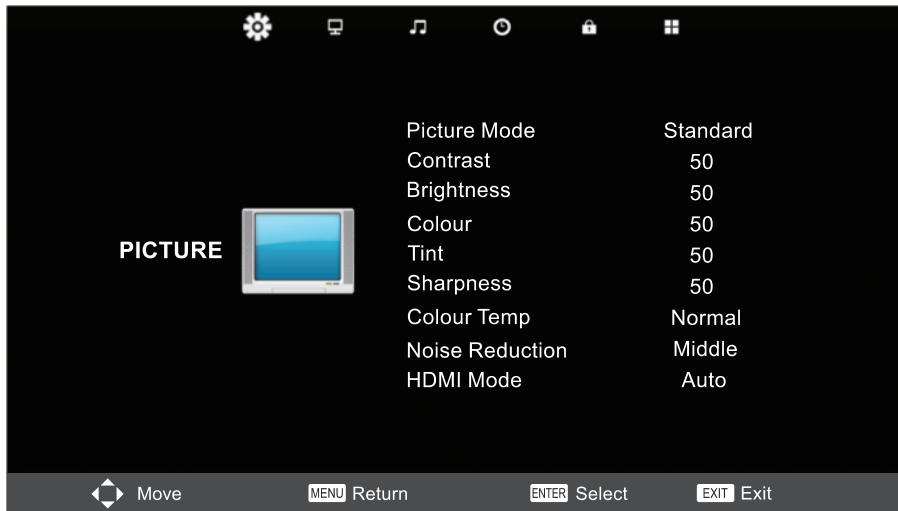 Picture Mode Standard
Contrast 50
Brightness 50
Colour 50
PICTURE
Tint 50
Sharpness 50
Colour Temp Normal
Noise Reduction Middle
HDMI Mode Auto
Move MENU Return ENTER Select EXIT Exit